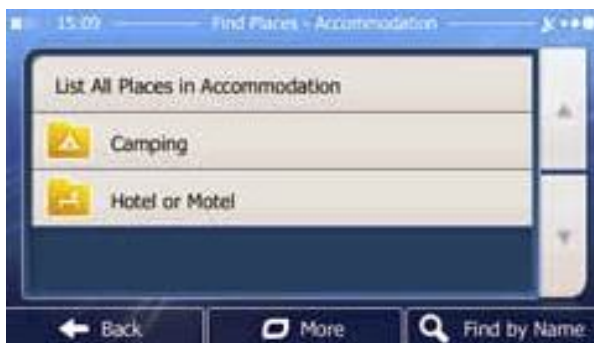 15:09 Find Places - Accommodation
List All Places in Accommodation
Camping
Hotel or Motel
Back More Find by Name